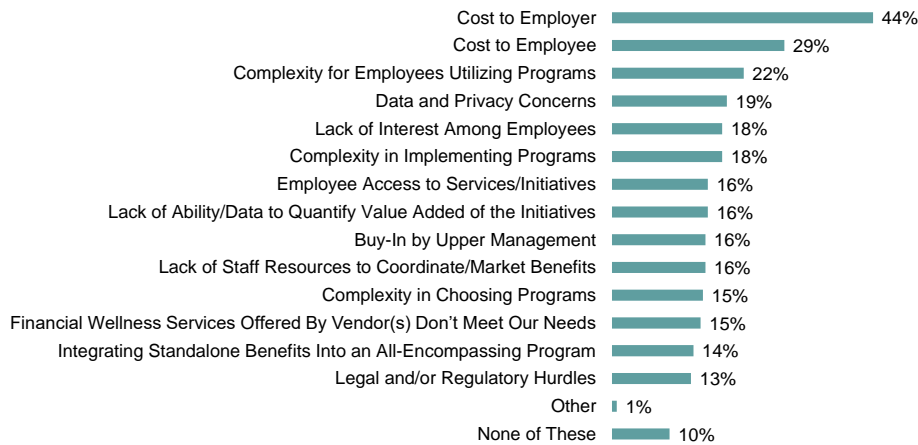 Cost to Employer 44%
Cost to Employee 29%
Complexity for Employees Utilizing Programs 22%
Data and Privacy Concerns 19%
Lack of Interest Among Employees 18%
Complexity in Implementing Programs 18%
Employee Access to Services/Initiatives 16%
Lack of Ability/Data to Quantify Value Added of the Initiatives 16%
Buy-In by Upper Management 16%
Lack of Staff Resources to Coordinate/Market Benefits 16%
Complexity in Choosing Programs 15%
Financial Wellness Services Offered By Vendor(s) Don’t Meet Our Needs 15%
Integrating Standalone Benefits Into an All-Encompassing Program 14%
Legal and/or Regulatory Hurdles 13%
Other 1%
None of These 10%